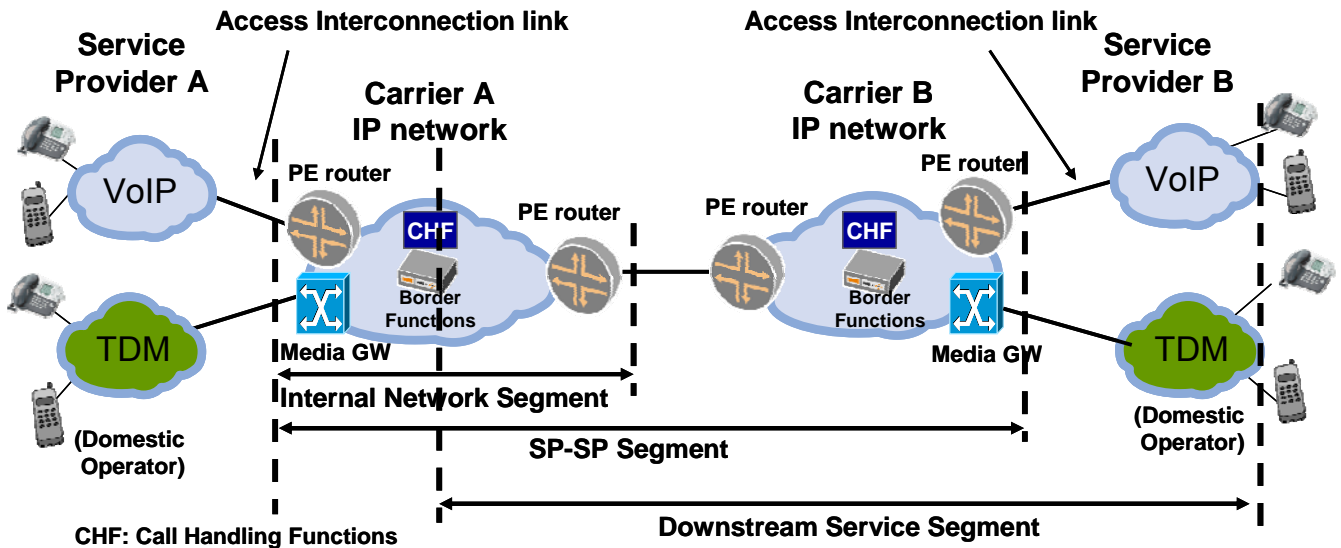 Access Interconnection link
Access Interconnection link
Service
Provider A
Service
Provider B
Carrier A
IP network
Carrier B
IP network
PE router
PE router
PE router
PE router
VoIP
VoIP
CHF
CHF
Border
Functions
Border
Functions
TDM
TDM
Media GW
Media GW
Internal Network Segment
(Domestic
Operator)
(Domestic
Operator)
SP-SP Segment
Downstream Service Segment
CHF: Call Handling Functions